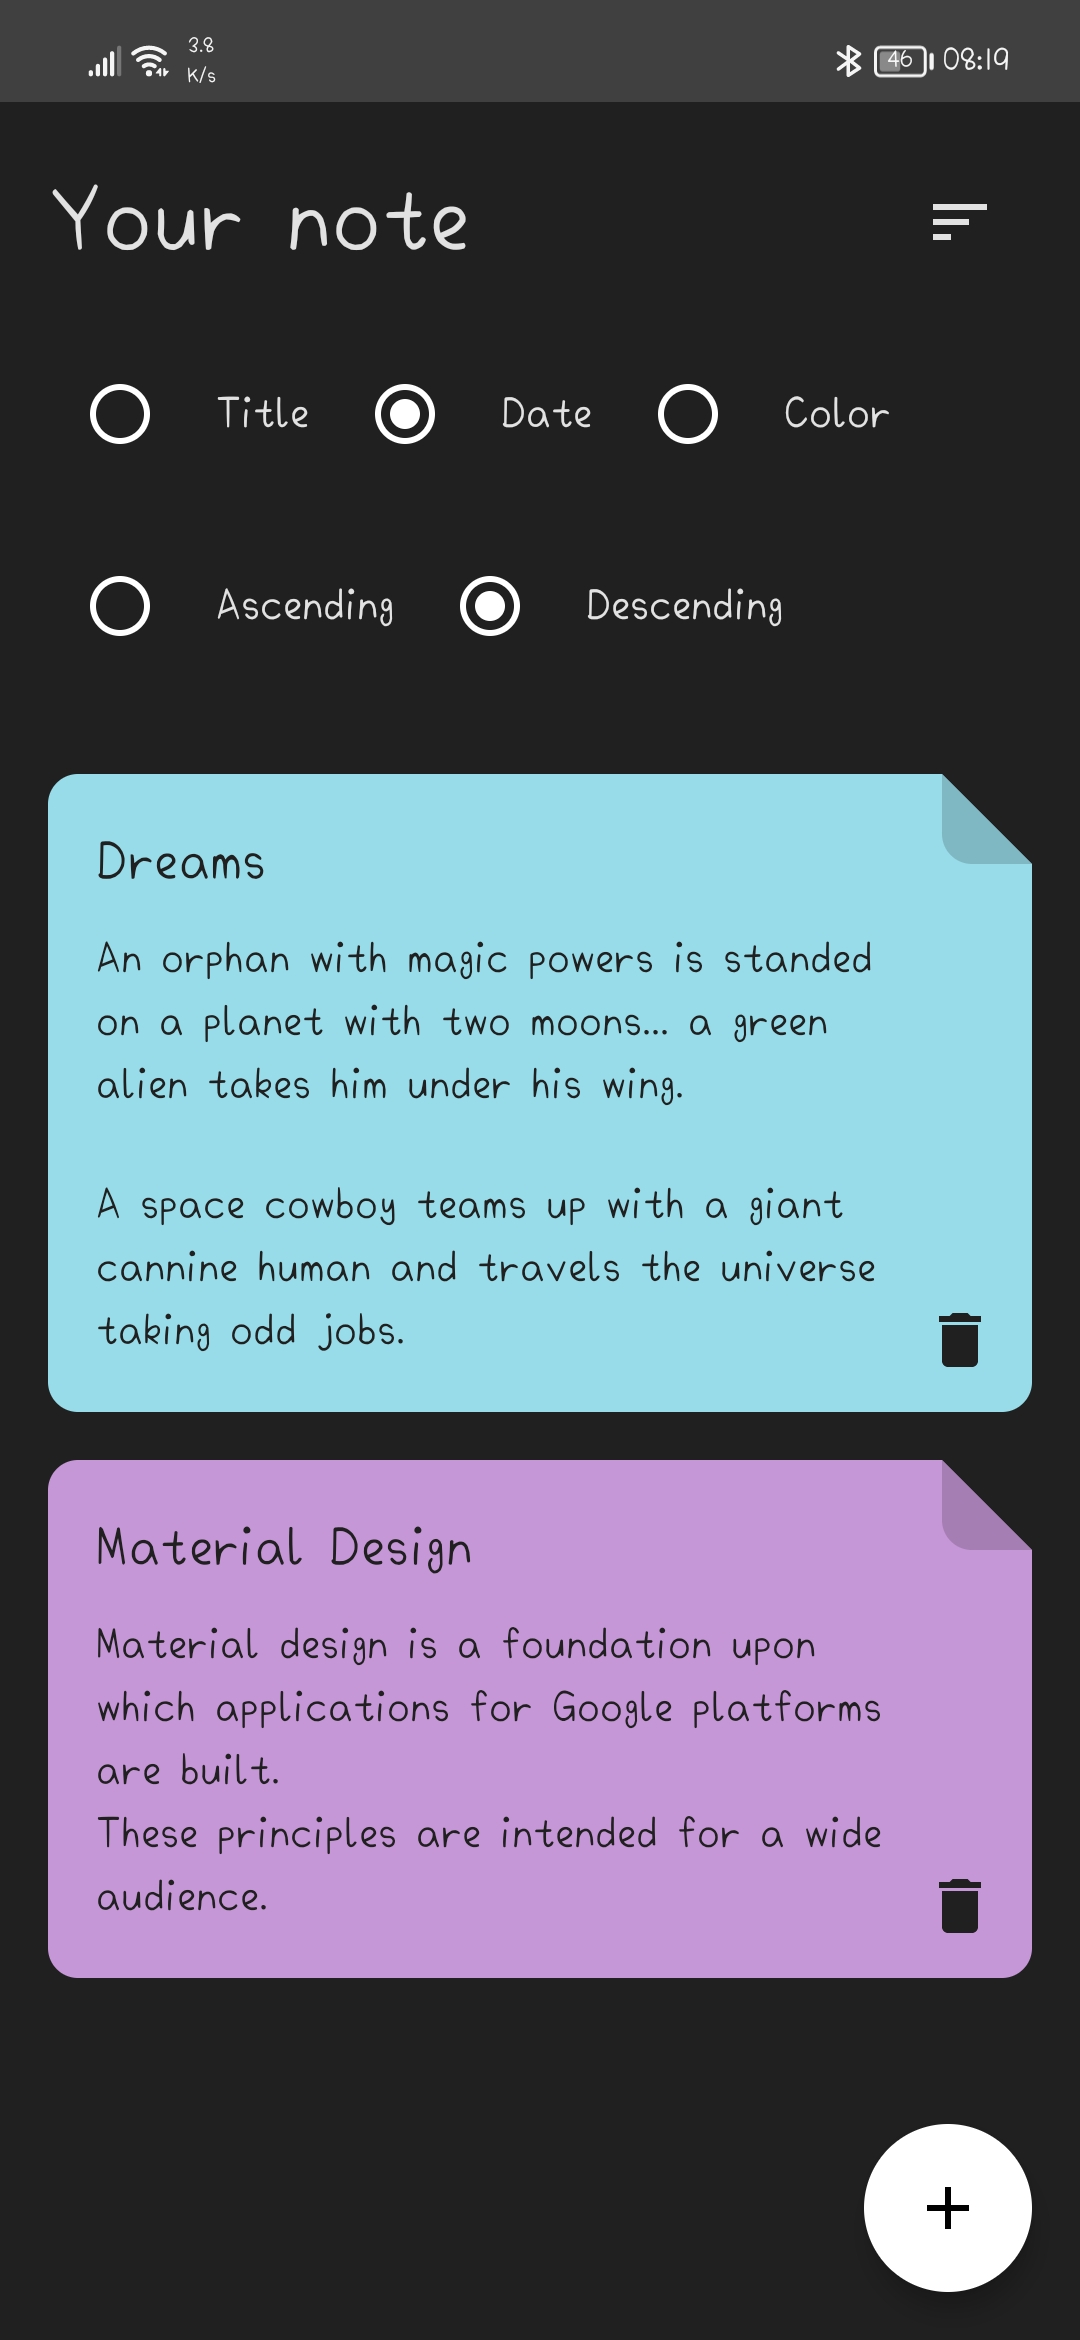 3.8
K/s
46 08:19
Your note
Title Date Color
Ascending Descending
Dreams
An orphan with magic powers is standed
on a planet with two moons... a green
alien takes him under his wing.
A space cowboy teams up with a giant
cannine human and travels the universe
taking odd jobs.
Material Design
Material design is a foundation upon
which applications for Google platforms
are built.
These principles are intended for a wide
audience.